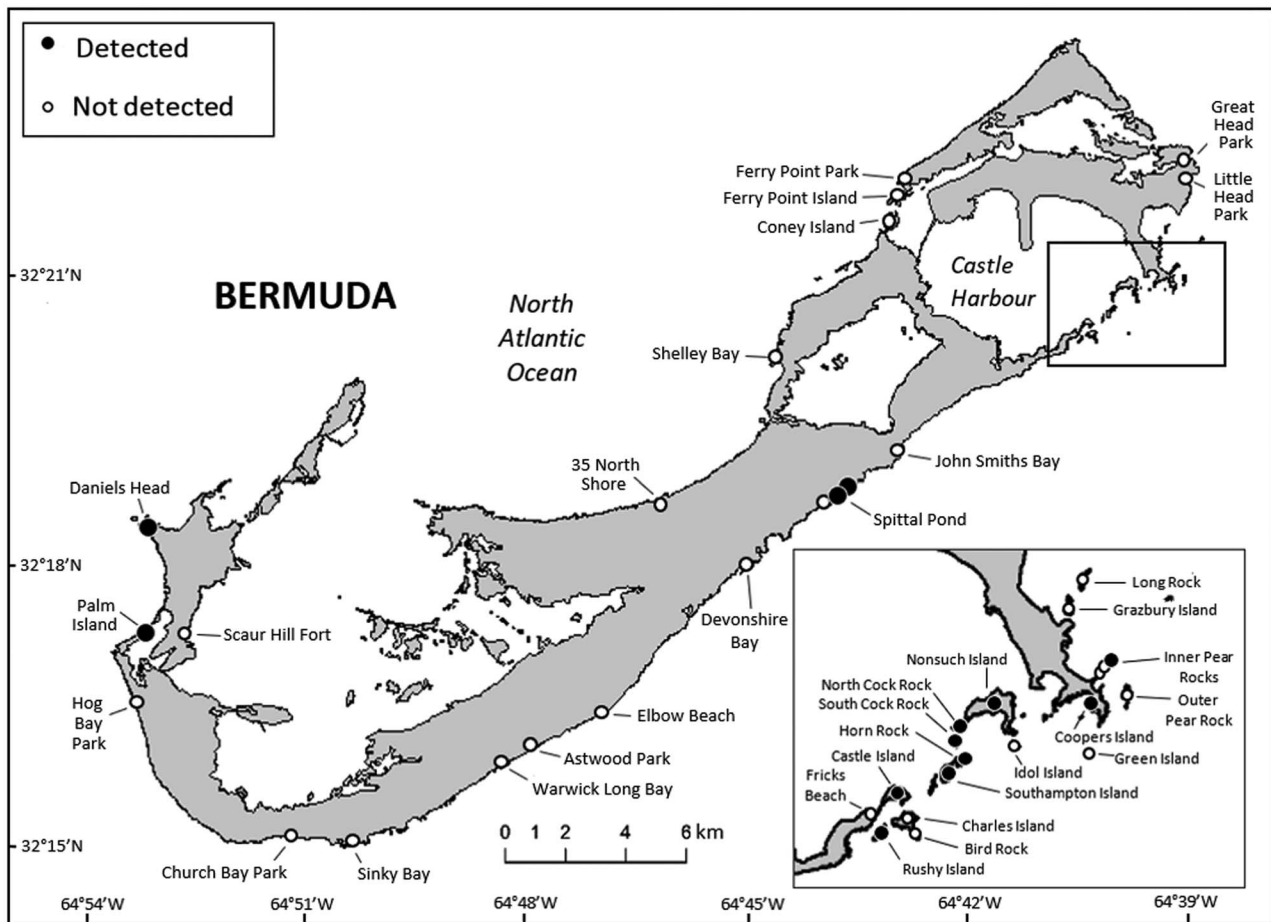 Detected
Not detected
BERMUDA
North
Atlantic
Ocean
Castle
Harbour
Great
Head
Park
Little
Head
Park
Ferry Point Park
Ferry Point Island
Coney Island
Shelley Bay
John Smiths Bay
Spittal Pond
35 North
Shore
Devonshire
Bay
Daniels Head
Palm
Island
Scaur Hill Fort
Hog
Bay
Park
Elbow Beach
Astwood Park
Warwick Long Bay
Church Bay Park
Sinky Bay
0 1 2 4 6 km
Long Rock
Grazbury Island
Inner Pear
Rocks
Outer
Pear Rock
Nonsuch Island
North Cock Rock
South Cock Rock
Horn Rock
Castle Island
Fricks
Beach
Coopers Island
Green Island
Idol Island
Southampton Island
Charles Island
Bird Rock
Rushy Island
32°21′N
32°18′N
32°15′N
64°54′W
64°51′W
64°48′W
64°45′W
64°42′W
64°39′W